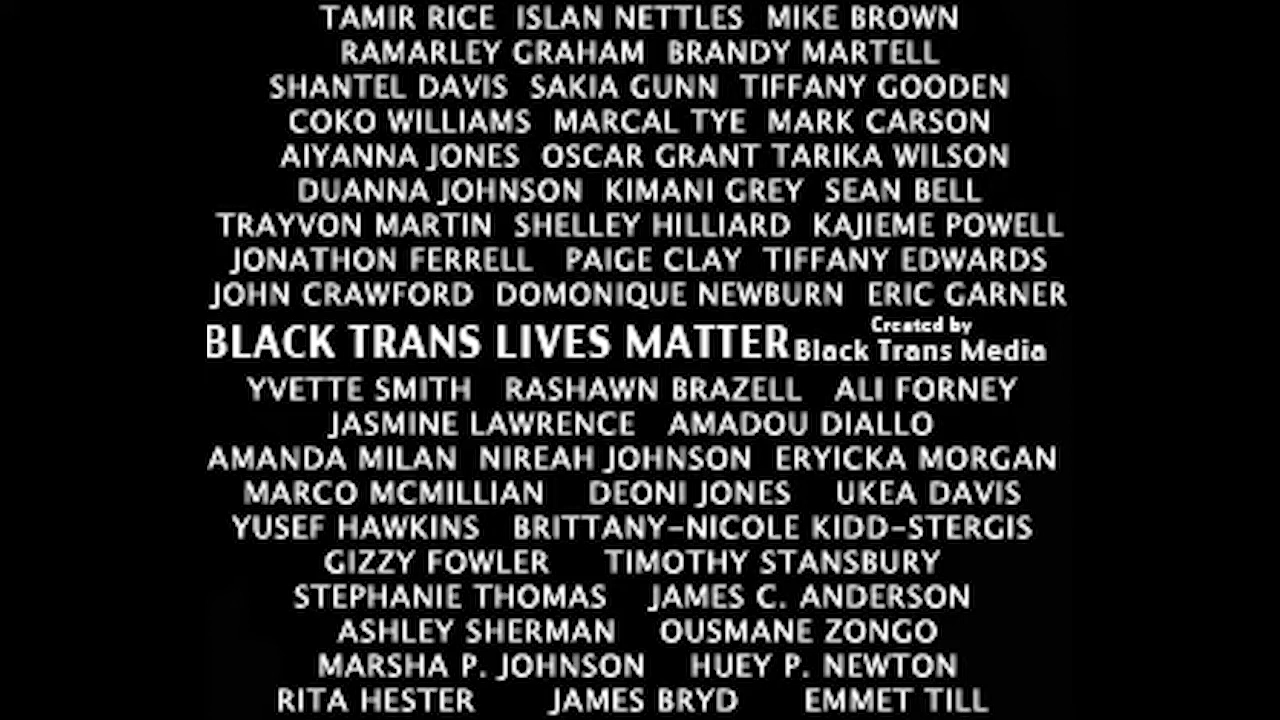 TAMIR RICE ISLAN NETTLES MIKE BROWN
RAMARLEY GRAHAM BRANDY MARTELL
SHANTEL DAVIS SAKIA GUNN TIFFANY GOODEN
COKO WILLIAMS MARCAL TYE MARK CARSON
AIYANNA JONES OSCAR GRANT TARIKA WILSON
DUANNA JOHNSON KIMANI GREY SEAN BELL
TRAYVON MARTIN SHELLEY HILLIARD KAJIEME POWELL
JONATHON FERRELL PAIGE CLAY TIFFANY EDWARDS
JOHN CRAWFORD DOMONIQUE NEWBURN ERIC GARNER
BLACK TRANS LIVES MATTER
Created by
Black Trans Media
YVETTE SMITH RASHAWN BRAZELL ALI FORNEY
JASMINE LAWRENCE AMADOU DIALLO
AMANDA MILAN NIREAH JOHNSON ERYICKA MORGAN
MARCO MCMILLIAN DEONI JONES UKEA DAVIS
YUSEF HAWKINS BRITTANY-NICOLE KIDD-STERGIS
GIZZY FOWLER TIMOTHY STANSBURY
STEPHANIE THOMAS JAMES C. ANDERSON
ASHLEY SHERMAN OUSMANE ZONGO
MARSHA P. JOHNSON HUEY P. NEWTON
RITA HESTER JAMES BRYD EMMET TILL